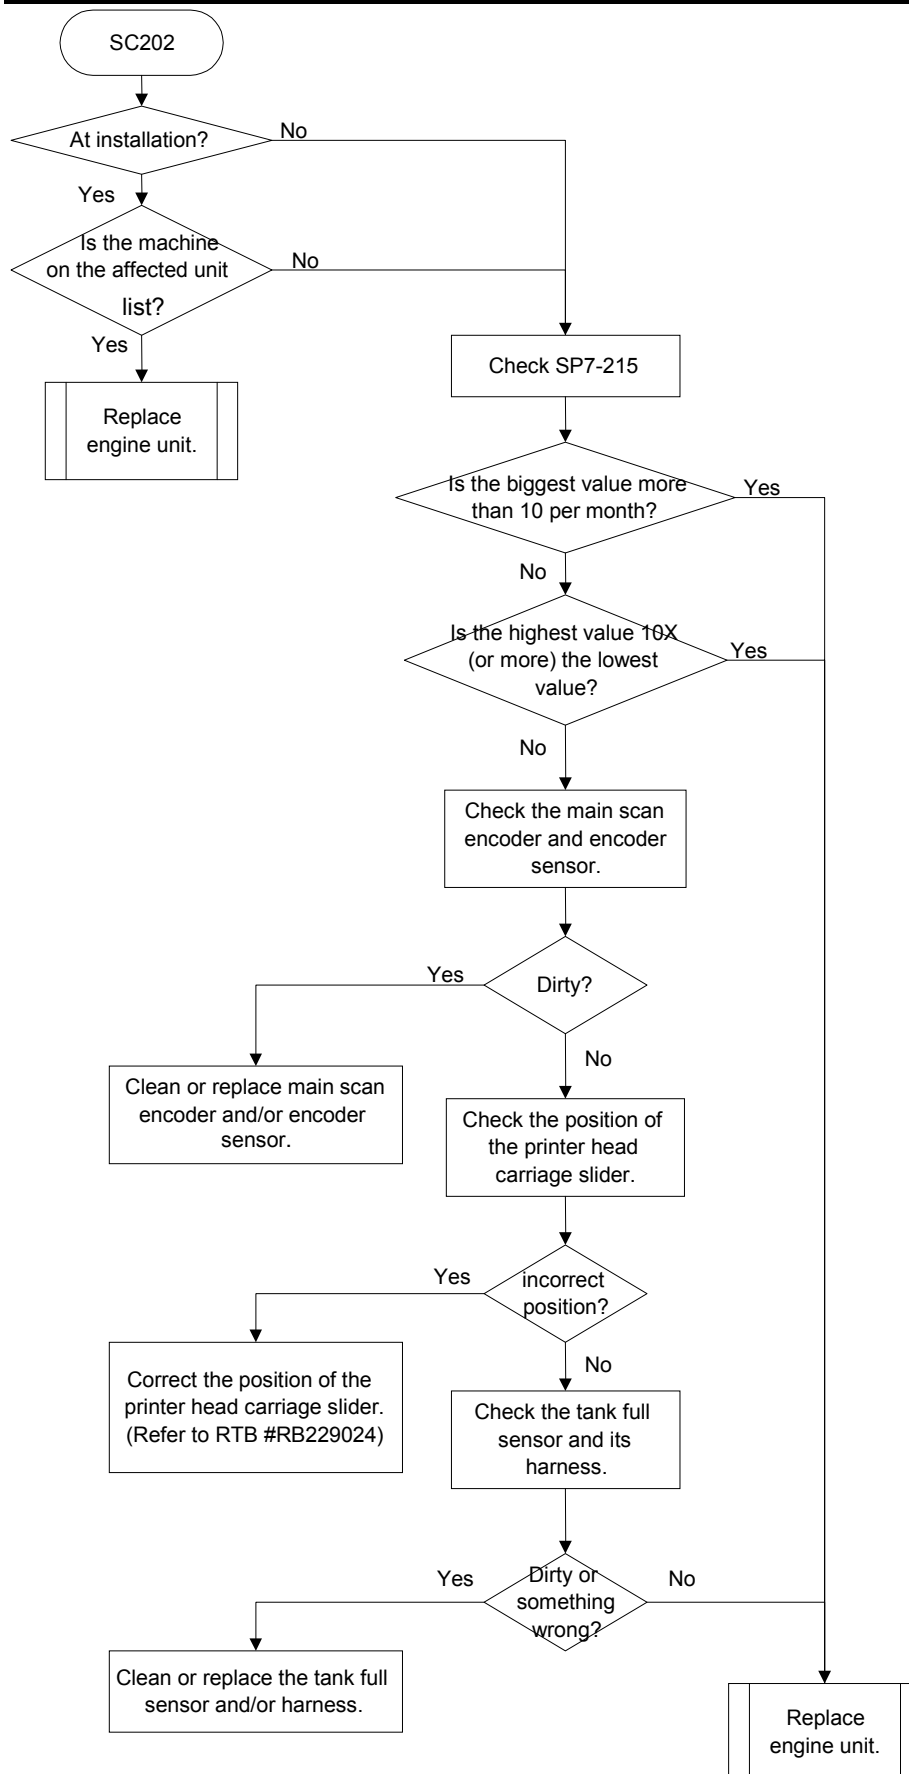 SC202
At installation?
No
Yes
Is the machine
on the affected unit
list?
No
Yes
Replace
engine unit.
Check SP7-215
Is the biggest value more
than 10 per month?
Yes
No
Is the highest value 10X
(or more) the lowest
value?
Yes
No
Check the main scan
encoder and encoder
sensor.
Dirty?
Yes
No
Clean or replace main scan
encoder and/or encoder
sensor.
Check the position of
the printer head
carriage slider.
incorrect
position?
Yes
No
Correct the position of the
printer head carriage slider.
(Refer to RTB #RB229024)
Check the tank full
sensor and its
harness.
Dirty or
something
wrong?
Yes
No
Clean or replace the tank full
sensor and/or harness.
Replace
engine unit.